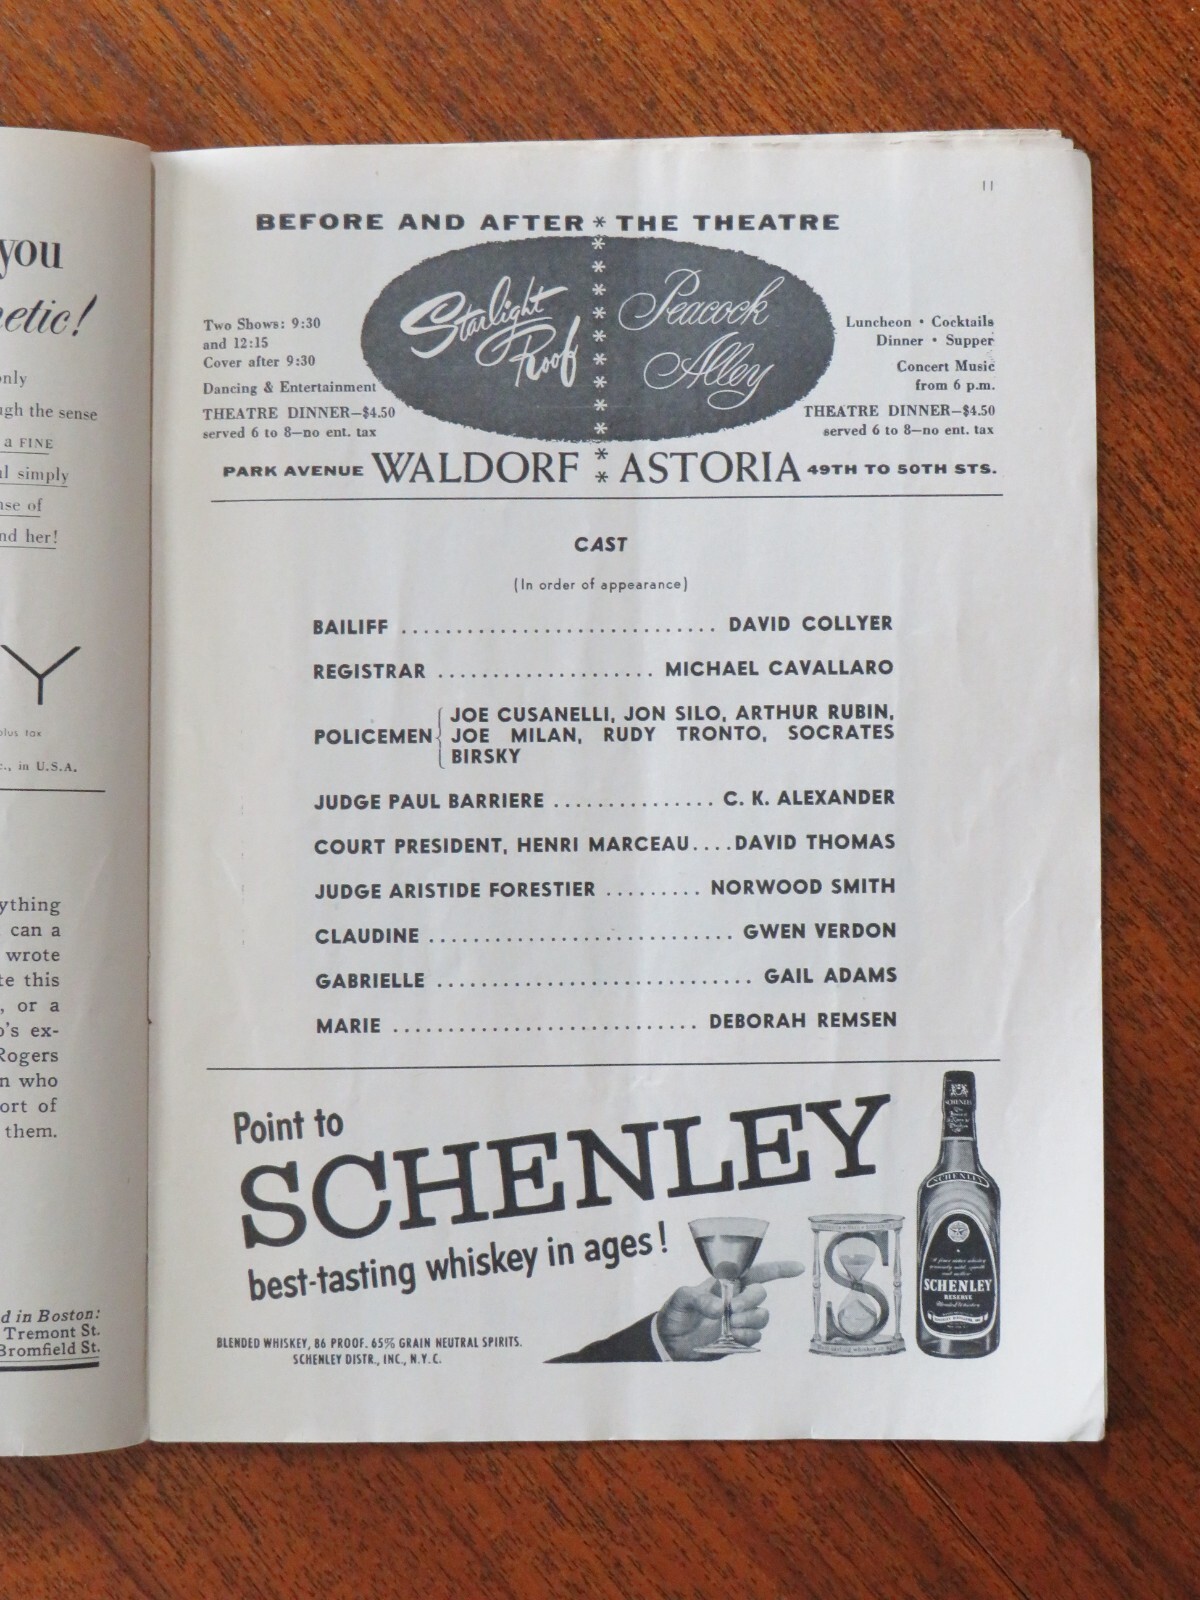 you
etic!
only
ugh the sense
a FINE
simply
nse of
nd her!
Y
plus tax
c., in U.S.A.
ything
can a
wrote
te this
, or a
o's ex-
Rogers
n who
ort of
them.
d in Boston:
Tremont St.
Bromfield St.
11
BEFORE AND AFTER * THE THEATRE
Starlight Roof
Peacock Alley
Two Shows: 9:30
and 12:15
Cover after 9:30
Dancing & Entertainment
THEATRE DINNER—$4.50
served 6 to 8—no ent. tax
Luncheon • Cocktails
Dinner • Supper
Concert Music
from 6 p.m.
THEATRE DINNER—$4.50
served 6 to 8—no ent. tax
PARK AVENUE WALDORF * ASTORIA 49TH TO 50TH STS.
CAST
(In order of appearance)
BAILIFF ............................. DAVID COLLYER
REGISTRAR .................... MICHAEL CAVALLARO
POLICEMEN { JOE CUSANELLI, JON SILO, ARTHUR RUBIN,
JOE MILAN, RUDY TRONTO, SOCRATES
BIRSKY
JUDGE PAUL BARRIERE ............... C. K. ALEXANDER
COURT PRESIDENT, HENRI MARCEAU....DAVID THOMAS
JUDGE ARISTIDE FORESTIER ......... NORWOOD SMITH
CLAUDINE ............................ GWEN VERDON
GABRIELLE ............................. GAIL ADAMS
MARIE ............................ DEBORAH REMSEN
Point to
SCHENLEY
best-tasting whiskey in ages!
BLENDED WHISKEY, 86 PROOF. 65% GRAIN NEUTRAL SPIRITS.
SCHENLEY DISTR., INC., N.Y.C.
S
SCHENLEY
SCHENLEY
RESERVE